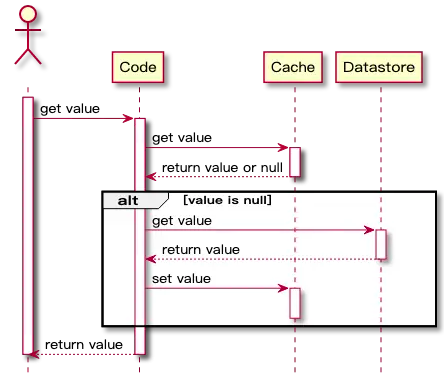 Code
Cache
Datastore
get value
get value
return value or null
alt
[value is null]
get value
return value
set value
return value